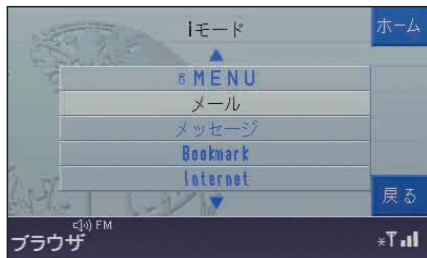 iモード
ホーム
6 MENU
メール
メッセージ
Bookmark
Internet
戻る
FM
ブラウザ